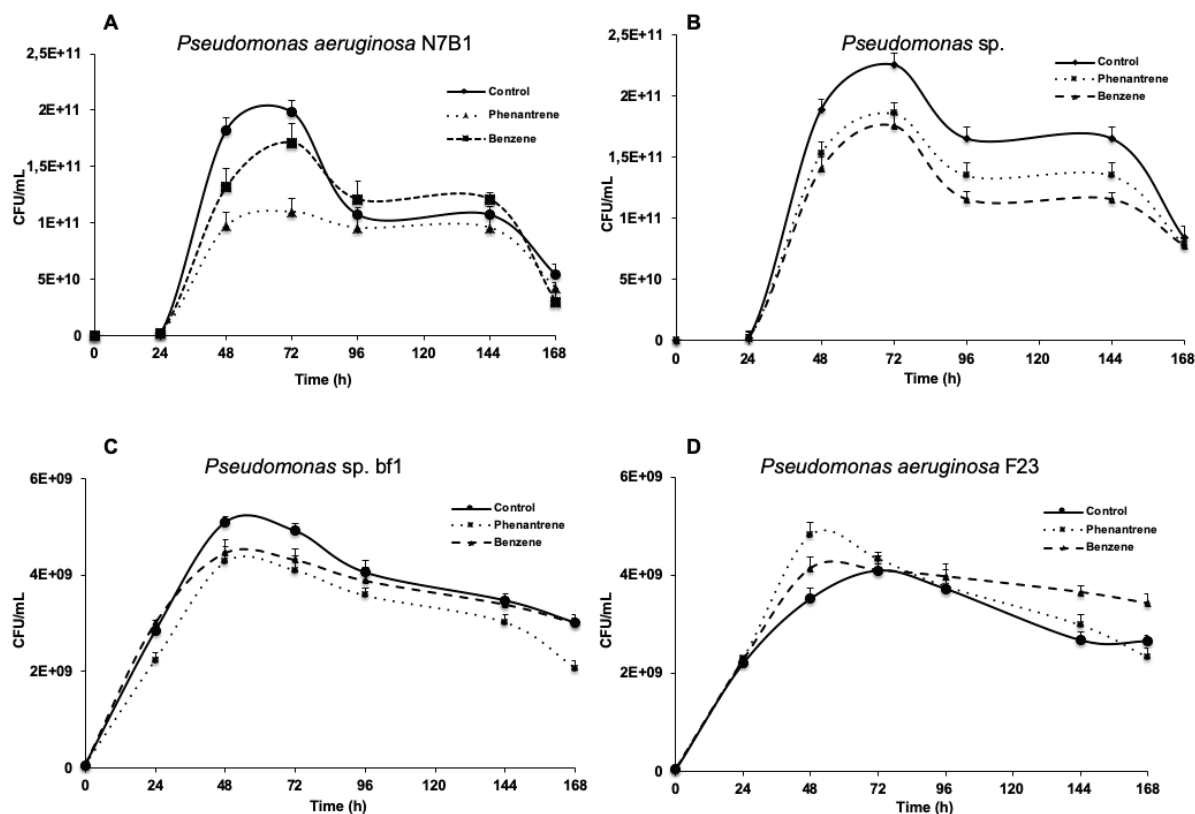 A
Pseudomonas aeruginosa N7B1
2,5E+11
2E+11
1,5E+11
1E+11
5E+10
0
CFU/mL
Control
Phenantrene
Benzene
0 24 48 72 96 120 144 168
Time (h)
B
Pseudomonas sp.
2,5E+11
2E+11
1,5E+11
1E+11
5E+10
0
CFU/mL
Control
Phenantrene
Benzene
0 24 48 72 96 120 144 168
Time (h)
C
Pseudomonas sp. bf1
6E+09
4E+09
2E+09
0
CFU/mL
Control
Phenantrene
Benzene
0 24 48 72 96 120 144 168
Time (h)
D
Pseudomonas aeruginosa F23
6E+09
4E+09
2E+09
0
CFU/mL
Control
Phenantrene
Benzene
0 24 48 72 96 120 144 168
Time (h)